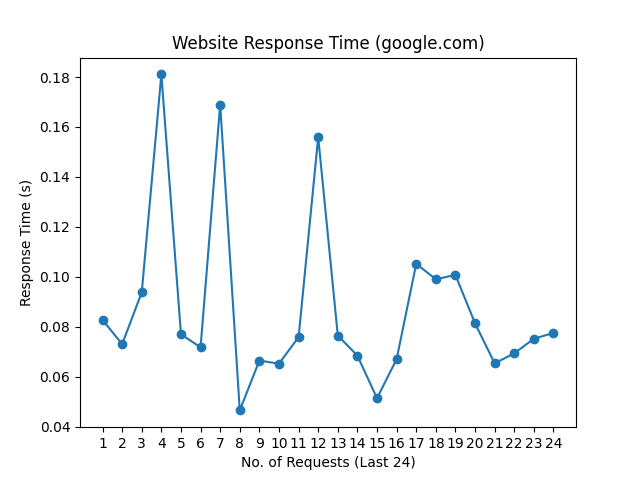 Website Response Time (google.com)
0.18
0.16
0.14
0.12
0.10
0.08
0.06
0.04
Response Time (s)
1 2 3 4 5 6 7 8 9 10 11 12 13 14 15 16 17 18 19 20 21 22 23 24
No. of Requests (Last 24)